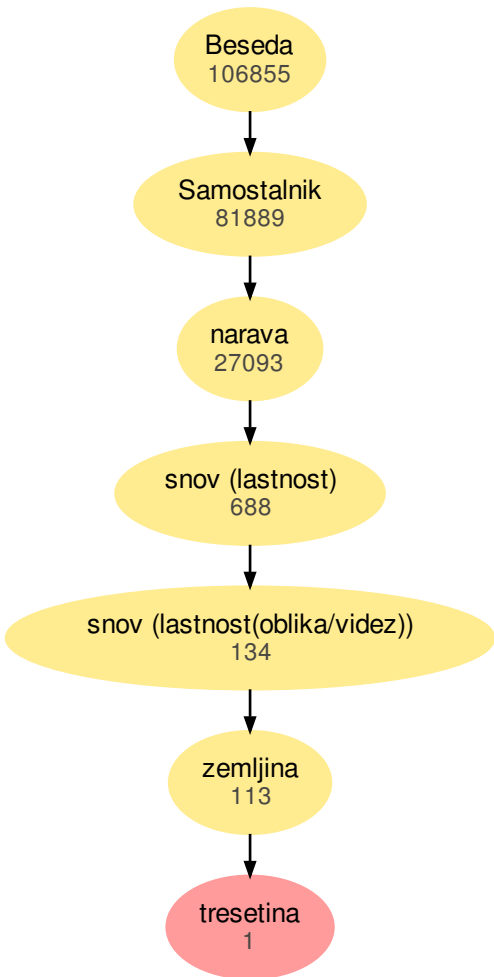 Beseda
106855
Samostalnik
81889
narava
27093
snov (lastnost)
688
snov (lastnost(oblika/videz))
134
zemljina
113
tresetina
1